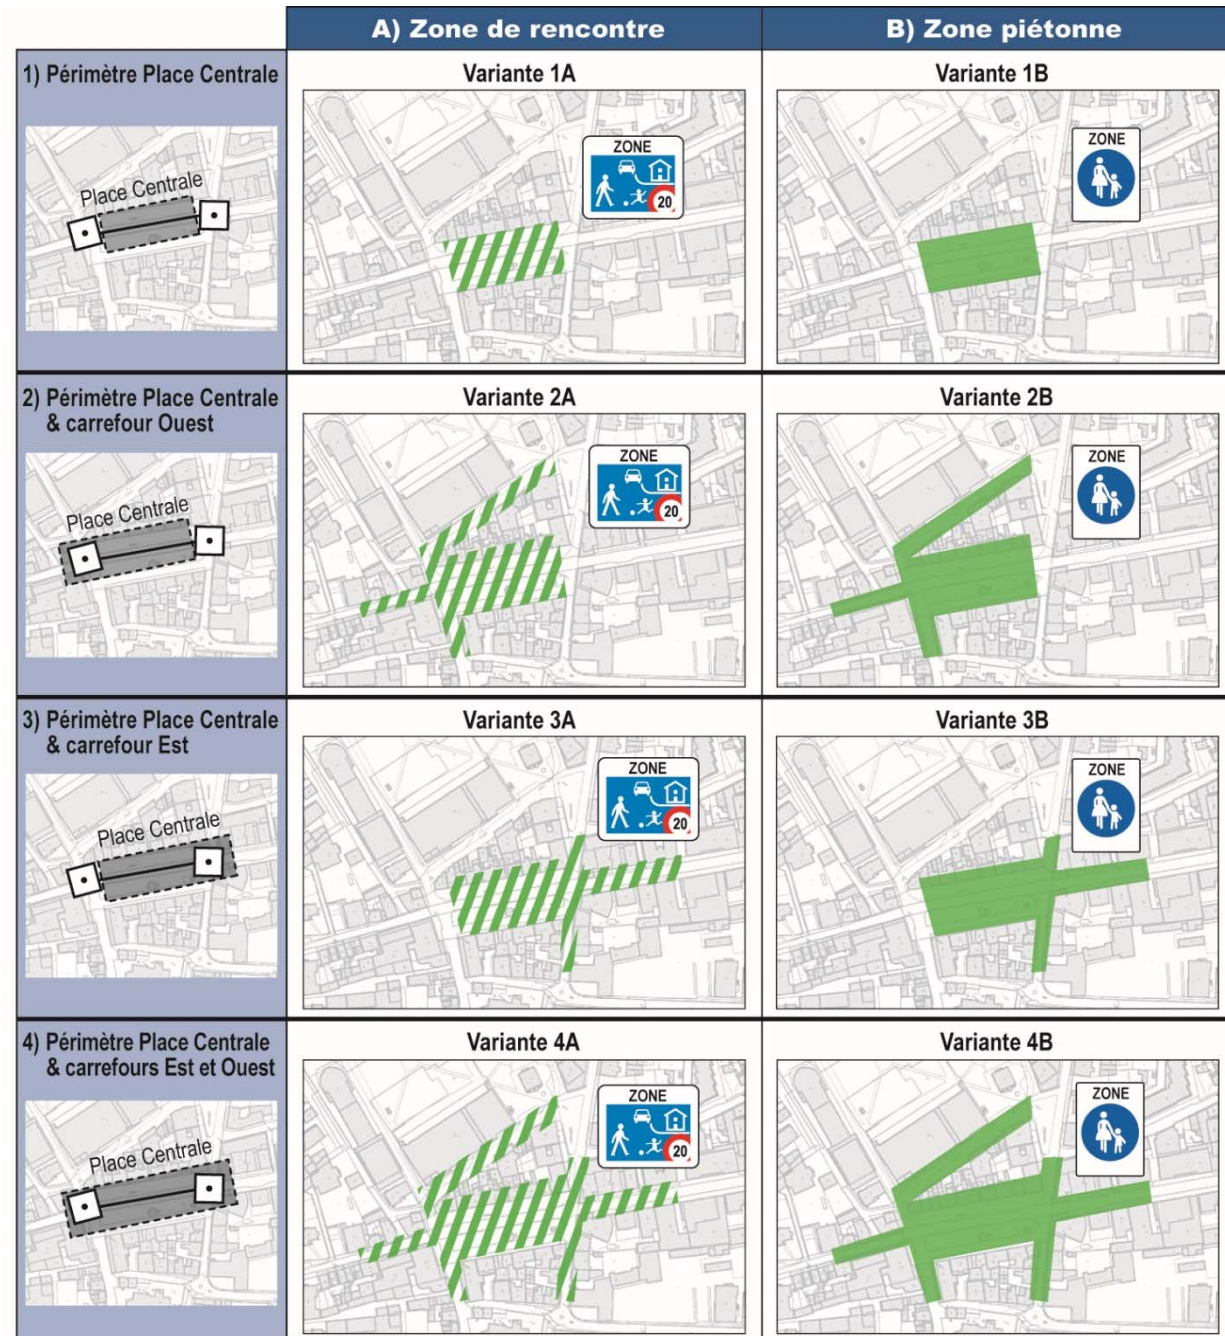 A) Zone de rencontre
B) Zone piétonne
1) Périmètre Place Centrale
Place Centrale
Variante 1A
ZONE
20
Variante 1B
ZONE
2) Périmètre Place Centrale
& carrefour Ouest
Place Centrale
Variante 2A
ZONE
20
Variante 2B
ZONE
3) Périmètre Place Centrale
& carrefour Est
Place Centrale
Variante 3A
ZONE
20
Variante 3B
ZONE
4) Périmètre Place Centrale
& carrefours Est et Ouest
Place Centrale
Variante 4A
ZONE
20
Variante 4B
ZONE